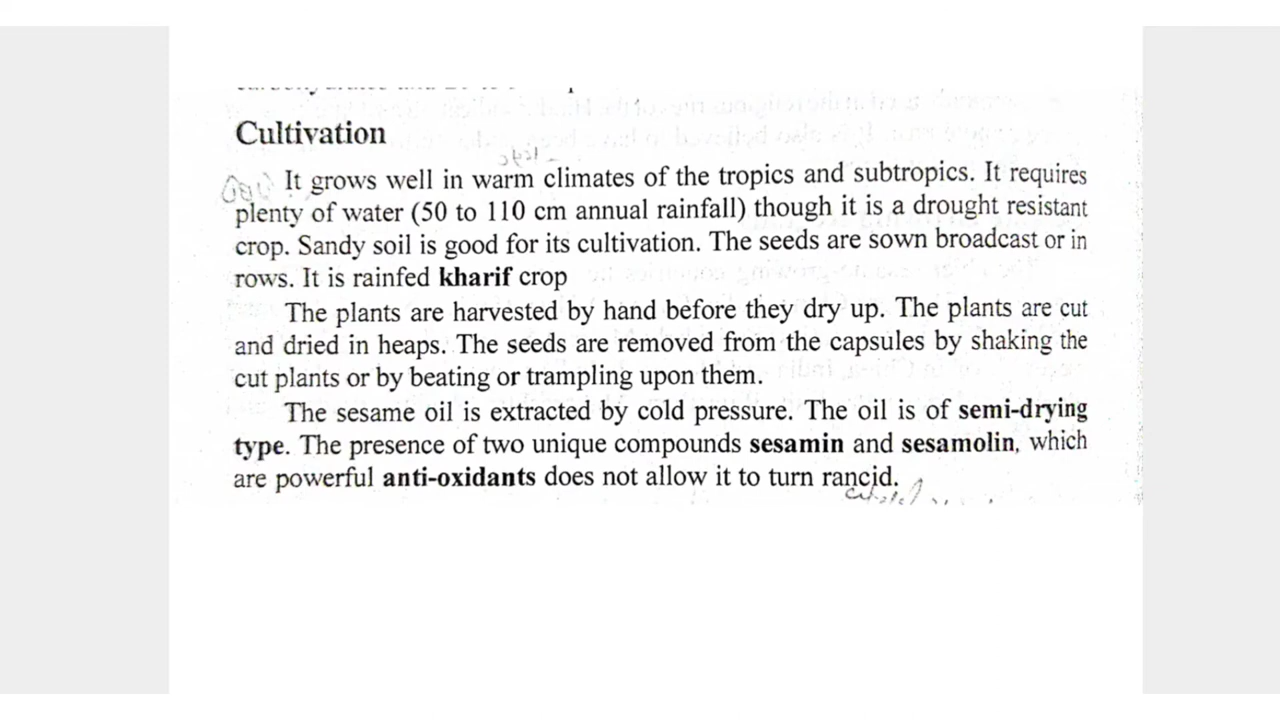 Cultivation
It grows well in warm climates of the tropics and subtropics. It requires
plenty of water (50 to 110 cm annual rainfall) though it is a drought resistant
crop. Sandy soil is good for its cultivation. The seeds are sown broadcast or in
rows. It is rainfed kharif crop
The plants are harvested by hand before they dry up. The plants are cut
and dried in heaps. The seeds are removed from the capsules by shaking the
cut plants or by beating or trampling upon them.
The sesame oil is extracted by cold pressure. The oil is of semi-drying
type. The presence of two unique compounds sesamin and sesamolin, which
are powerful anti-oxidants does not allow it to turn rancid.